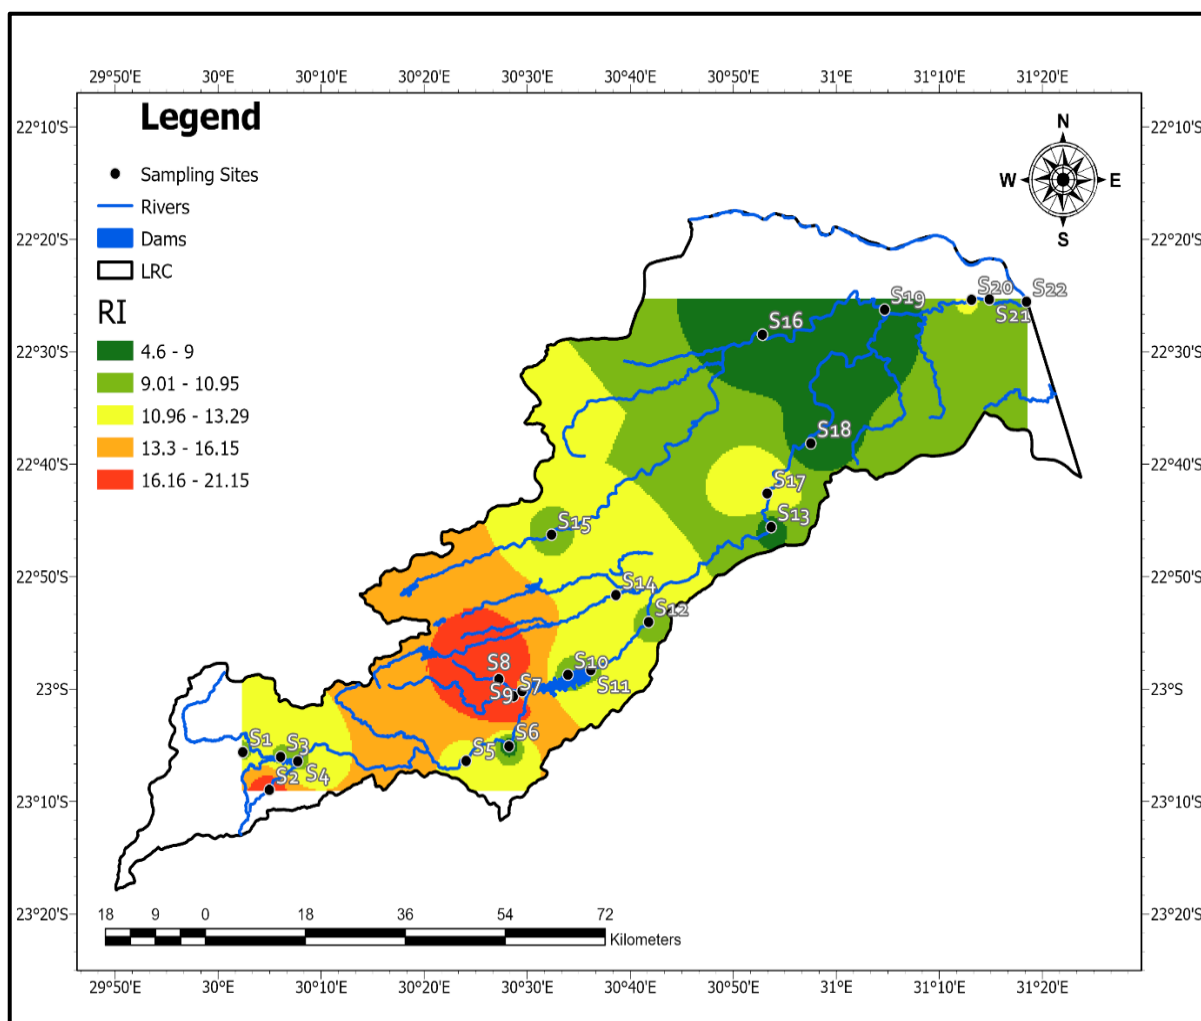 29°50'E 30°E 30°10'E 30°20'E 30°30'E 30°40'E 30°50'E 31°E 31°10'E 31°20'E
Legend
Sampling Sites
Rivers
Dams
LRC
RI
4.6 - 9
9.01 - 10.95
10.96 - 13.29
13.3 - 16.15
16.16 - 21.15
N
W E
S
22°10'S 22°10'S
22°20'S 22°20'S
22°30'S 22°30'S
22°40'S 22°40'S
22°50'S 22°50'S
23°S 23°S
23°10'S 23°10'S
23°20'S 23°20'S
S20 S22
S19 S21
S16
S18
S17
S13
S15
S14
S12
S8 S10
S9 S7 S11
S6
S1 S3 S5
S2 S4
18 9 0 18 36 54 72
Kilometers
29°50'E 30°E 30°10'E 30°20'E 30°30'E 30°40'E 30°50'E 31°E 31°10'E 31°20'E